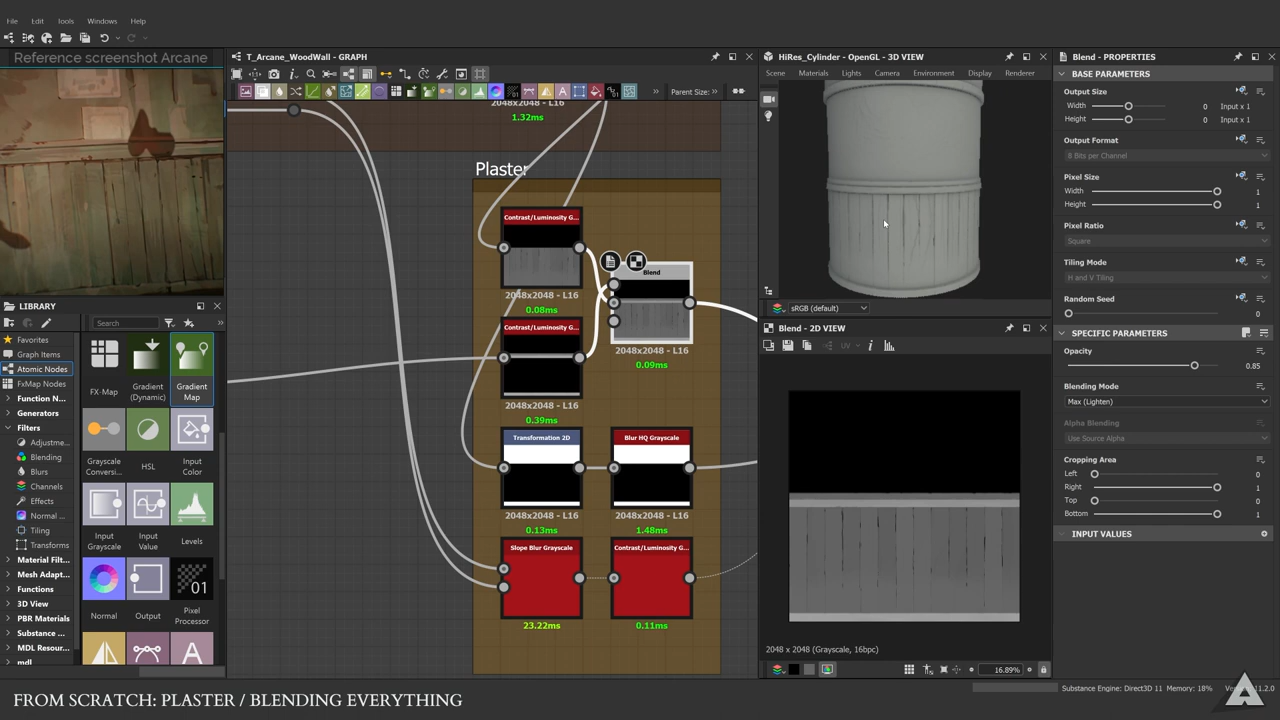 File Edit Tools Windows Help
Reference screenshot Arcane
T_Arcane_WoodWall - GRAPH
Parent Size:
2048x2048 - L16
1.32ms
Plaster
Contrast/Luminosity G...
2048x2048 - L16
0.08ms
Blend
2048x2048 - L16
0.09ms
Contrast/Luminosity G...
2048x2048 - L16
0.39ms
Transformation 2D
2048x2048 - L16
0.13ms
Blur HQ Grayscale
2048x2048 - L16
1.48ms
Slope Blur Grayscale
23.22ms
Contrast/Luminosity G...
0.11ms
LIBRARY
Search
Favorites
Graph Items
Atomic Nodes
FxMap Nodes
Function N...
Generators
Filters
Adjustme...
Blending
Blurs
Channels
Effects
Normal ...
Tiling
Transforms
Material Filt...
Mesh Adapt...
Functions
3D View
PBR Materials
Substance ...
MDL Resour...
mdl
FX-Map
Gradient (Dynamic)
Gradient Map
Grayscale Conversi...
HSL
Input Color
Input Grayscale
Input Value
Levels
Normal
Output
Pixel Processor
HiRes_Cylinder - OpenGL - 3D VIEW
Scene Materials Lights Camera Environment Display Renderer
sRGB (default)
Blend - 2D VIEW
UV
2048 x 2048 (Grayscale, 16bpc)
16.89%
Blend - PROPERTIES
BASE PARAMETERS
Output Size
Width 0 Input x 1
Height 0 Input x 1
Output Format
8 Bits per Channel
Pixel Size
Width 1
Height 1
Pixel Ratio
Square
Tiling Mode
H and V Tiling
Random Seed
0
SPECIFIC PARAMETERS
Opacity
0.85
Blending Mode
Max (Lighten)
Alpha Blending
Use Source Alpha
Cropping Area
Left 0
Right 1
Top 0
Bottom 1
INPUT VALUES
Substance Engine: Direct3D 11 Memory: 18%
FROM SCRATCH: PLASTER / BLENDING EVERYTHING